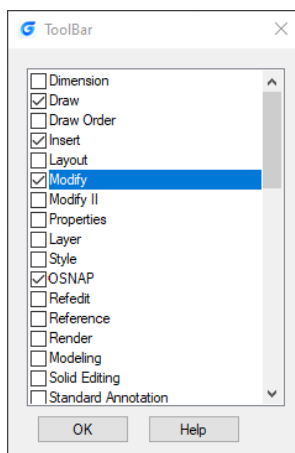 ToolBar
Dimension
Draw
Draw Order
Insert
Layout
Modify
Modify II
Properties
Layer
Style
OSNAP
Refedit
Reference
Render
Modeling
Solid Editing
Standard Annotation
OK Help